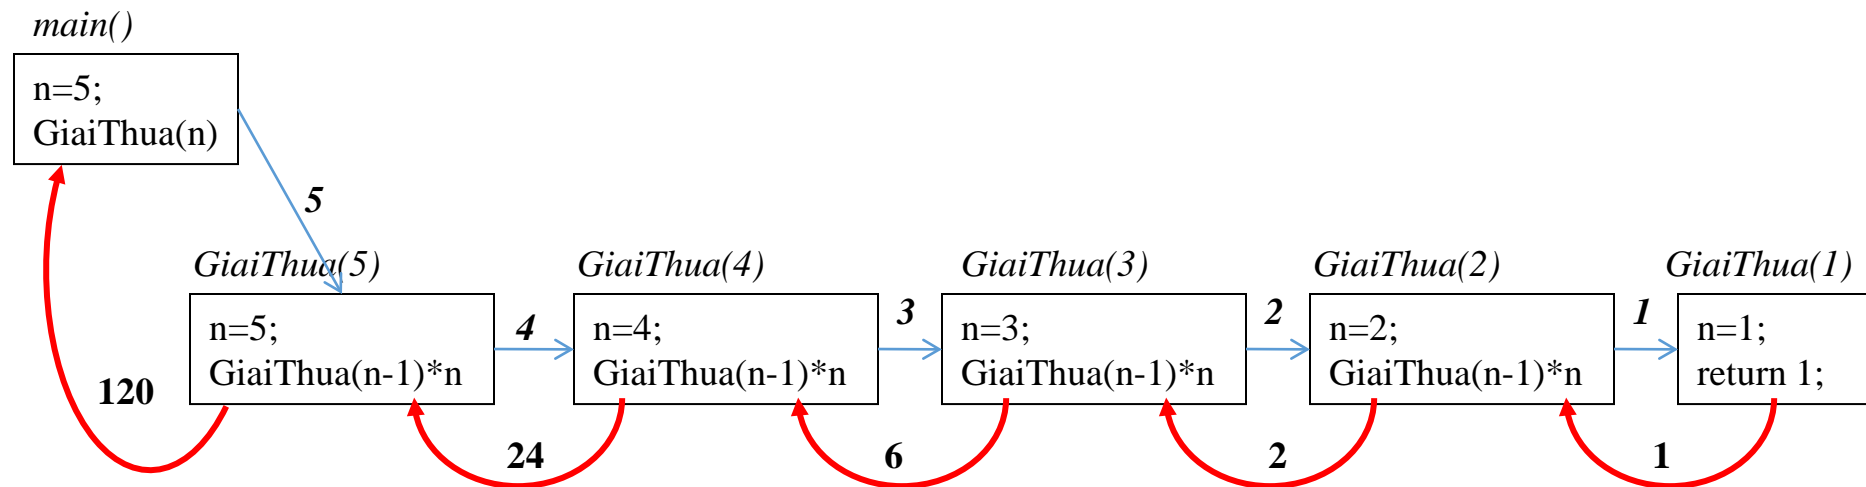 main()
n=5;
GiaiThua(n)
5
GiaiThua(5)
GiaiThua(4)
GiaiThua(3)
GiaiThua(2)
GiaiThua(1)
n=5;
GiaiThua(n-1)*n
4
n=4;
GiaiThua(n-1)*n
3
n=3;
GiaiThua(n-1)*n
2
n=2;
GiaiThua(n-1)*n
1
n=1;
return 1;
120
24
6
2
1